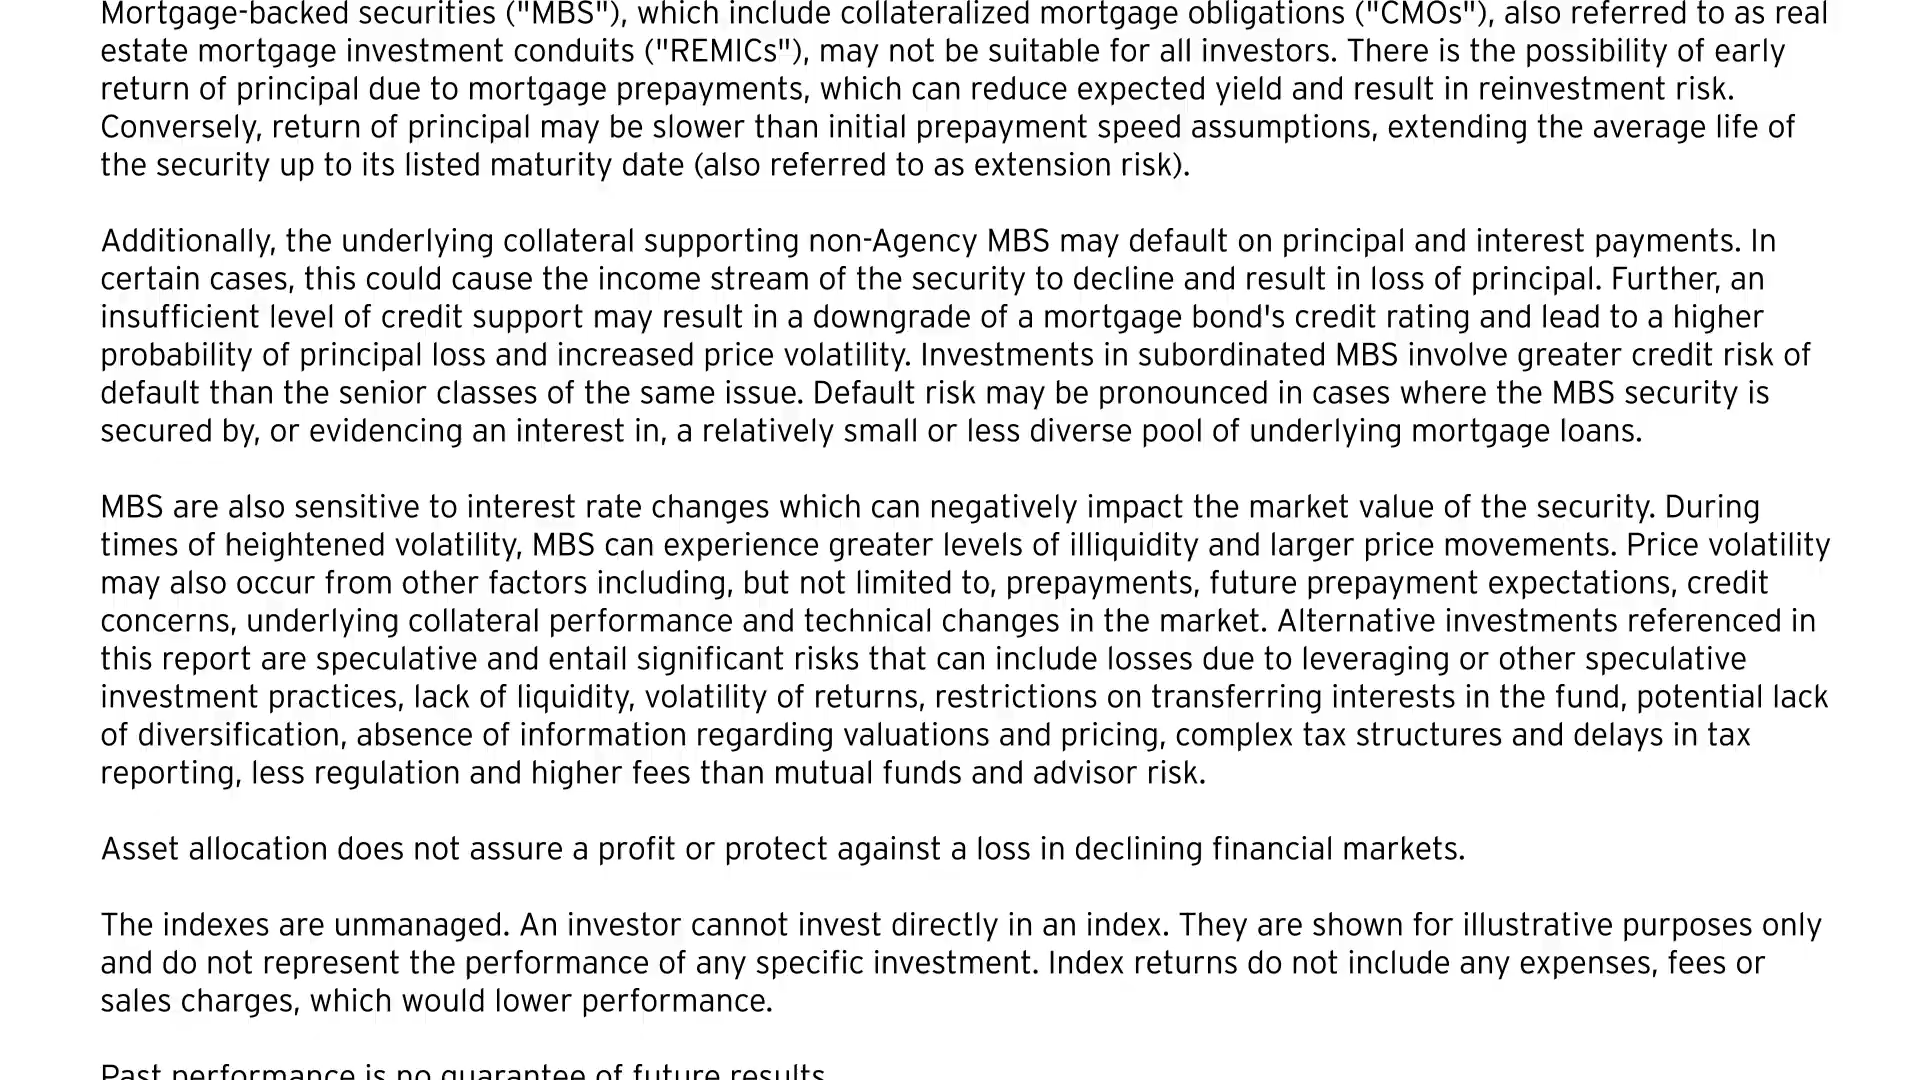 Mortgage-backed securities ("MBS"), which include collateralized mortgage obligations ("CMOs"), also referred to as real
estate mortgage investment conduits ("REMICs"), may not be suitable for all investors. There is the possibility of early
return of principal due to mortgage prepayments, which can reduce expected yield and result in reinvestment risk.
Conversely, return of principal may be slower than initial prepayment speed assumptions, extending the average life of
the security up to its listed maturity date (also referred to as extension risk).
Additionally, the underlying collateral supporting non-Agency MBS may default on principal and interest payments. In
certain cases, this could cause the income stream of the security to decline and result in loss of principal. Further, an
insufficient level of credit support may result in a downgrade of a mortgage bond's credit rating and lead to a higher
probability of principal loss and increased price volatility. Investments in subordinated MBS involve greater credit risk of
default than the senior classes of the same issue. Default risk may be pronounced in cases where the MBS security is
secured by, or evidencing an interest in, a relatively small or less diverse pool of underlying mortgage loans.
MBS are also sensitive to interest rate changes which can negatively impact the market value of the security. During
times of heightened volatility, MBS can experience greater levels of illiquidity and larger price movements. Price volatility
may also occur from other factors including, but not limited to, prepayments, future prepayment expectations, credit
concerns, underlying collateral performance and technical changes in the market. Alternative investments referenced in
this report are speculative and entail significant risks that can include losses due to leveraging or other speculative
investment practices, lack of liquidity, volatility of returns, restrictions on transferring interests in the fund, potential lack
of diversification, absence of information regarding valuations and pricing, complex tax structures and delays in tax
reporting, less regulation and higher fees than mutual funds and advisor risk.
Asset allocation does not assure a profit or protect against a loss in declining financial markets.
The indexes are unmanaged. An investor cannot invest directly in an index. They are shown for illustrative purposes only
and do not represent the performance of any specific investment. Index returns do not include any expenses, fees or
sales charges, which would lower performance.
Past performance is no guarantee of future results.